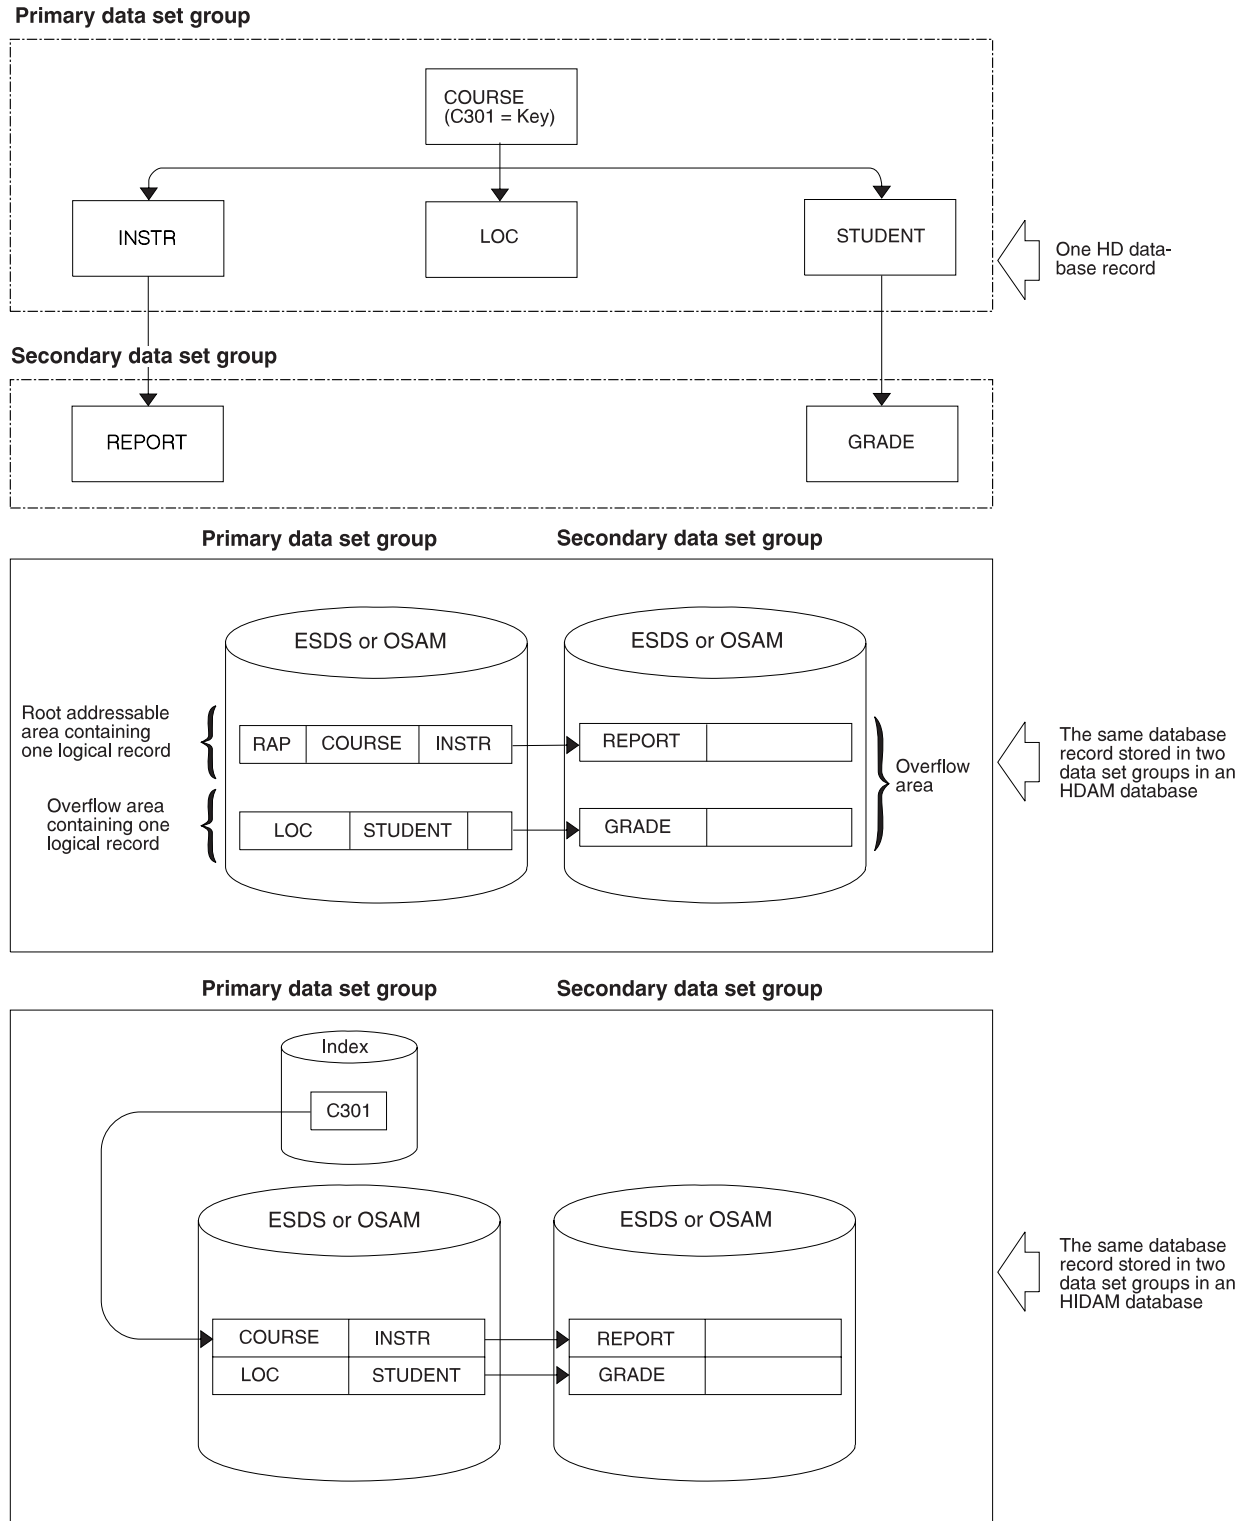 Primary data set group
COURSE
(C301 = Key)
INSTR
LOC
STUDENT
One HD data-
base record
Secondary data set group
REPORT
GRADE
Primary data set group
Secondary data set group
ESDS or OSAM
ESDS or OSAM
Root addressable
area containing
one logical record
RAP
COURSE
INSTR
REPORT
Overflow area
containing one
logical record
LOC
STUDENT
GRADE
Overflow
area
The same database
record stored in two
data set groups in an
HDAM database
Primary data set group
Secondary data set group
Index
C301
ESDS or OSAM
ESDS or OSAM
COURSE
INSTR
REPORT
LOC
STUDENT
GRADE
The same database
record stored in two
data set groups in an
HIDAM database